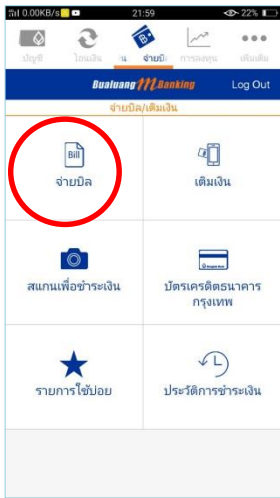 0.00KB/s 21:59 22%
บัญชี โอนเงิน จ่ายบิล การลงทุน เพิ่มเติม
Bualuang mBanking Log Out
จ่ายบิล/เติมเงิน
Bill
จ่ายบิล เติมเงิน
สแกนเพื่อชำระเงิน บัตรเครดิตธนาคาร
กรุงเทพ
รายการใช้บ่อย ประวัติการชำระเงิน